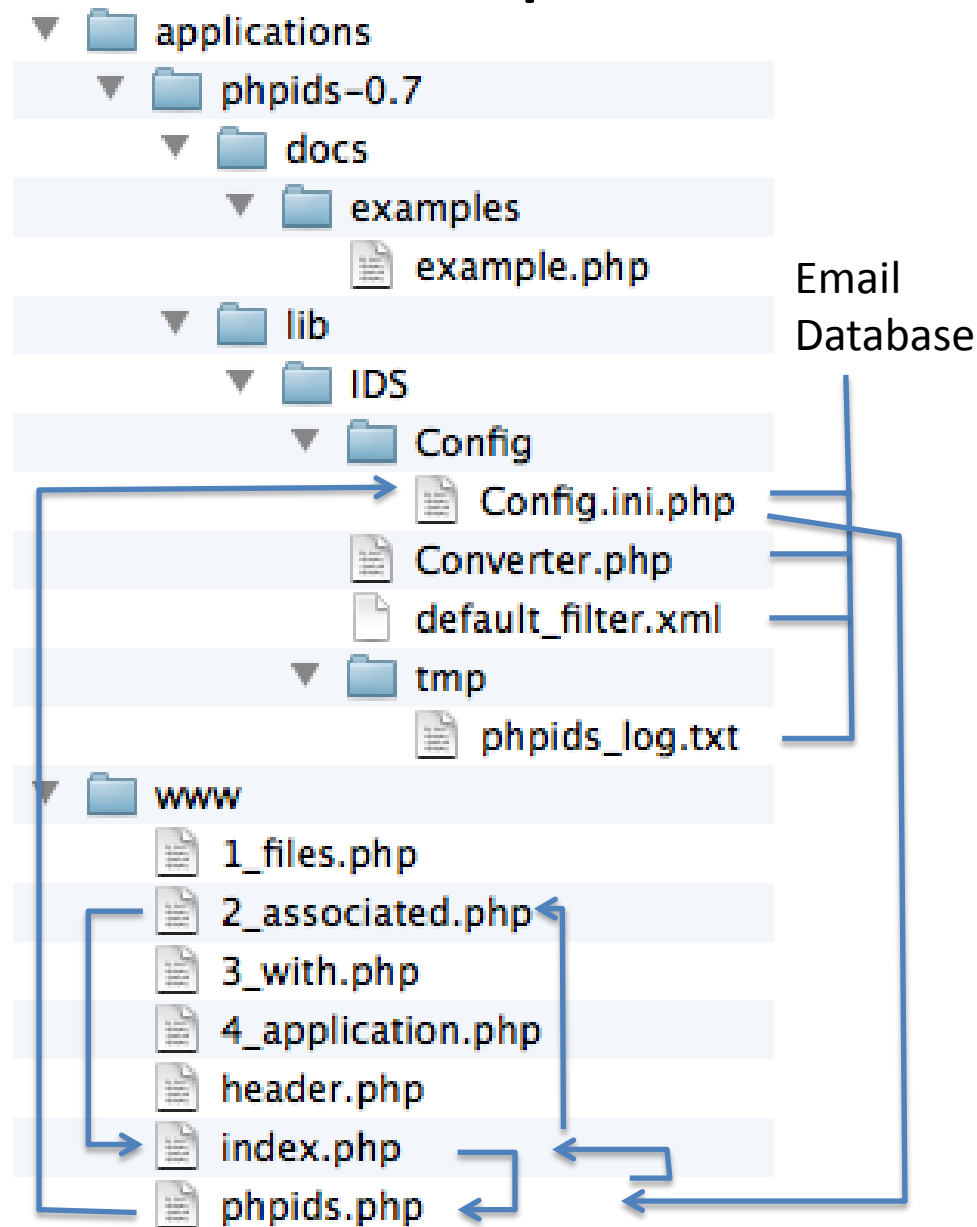 applications
phpids-0.7
docs
examples
example.php
Email
Database
lib
IDS
Config
Config.ini.php
Converter.php
default_filter.xml
tmp
phpids_log.txt
www
1_files.php
2_associated.php
3_with.php
4_application.php
header.php
index.php
phpids.php